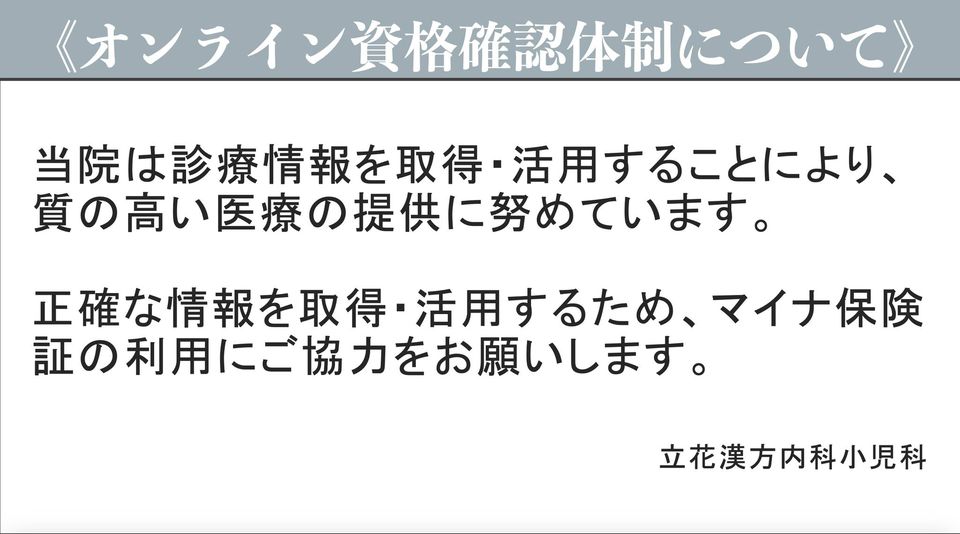 《オンライン資格確認体制について》
当院は診療情報を取得・活用することにより、
質の高い医療の提供に努めています。
正確な情報を取得・活用するため、マイナ保険
証の利用にご協力をお願いします。
立花漢方内科小児科